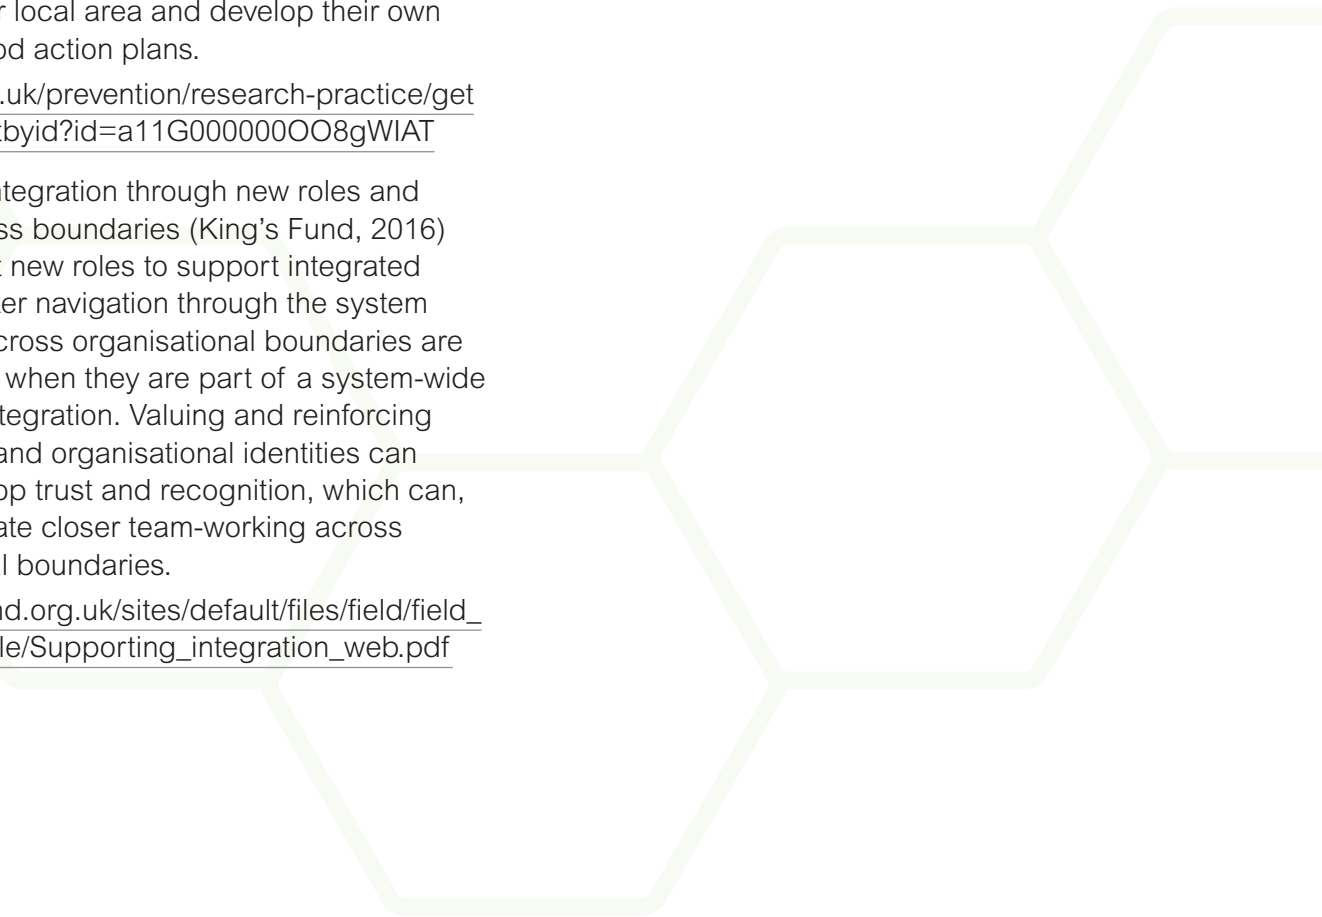 r local area and develop their own
od action plans.
.uk/prevention/research-practice/get
tbyid?id=a11G000000OO8gWIAT
ntegration through new roles and
ss boundaries (King’s Fund, 2016)
t new roles to support integrated
ter navigation through the system
cross organisational boundaries are
when they are part of a system-wide
ntegration. Valuing and reinforcing
and organisational identities can
op trust and recognition, which can,
ate closer team-working across
l boundaries.
nd.org.uk/sites/default/files/field/field_
le/Supporting_integration_web.pdf